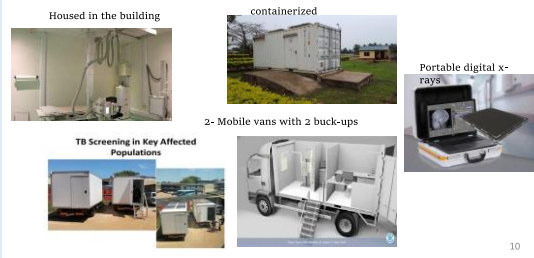 Housed in the building
containerized
Portable digital x-
rays
2- Mobile vans with 2 buck-ups
TB Screening in Key Affected
Populations
10